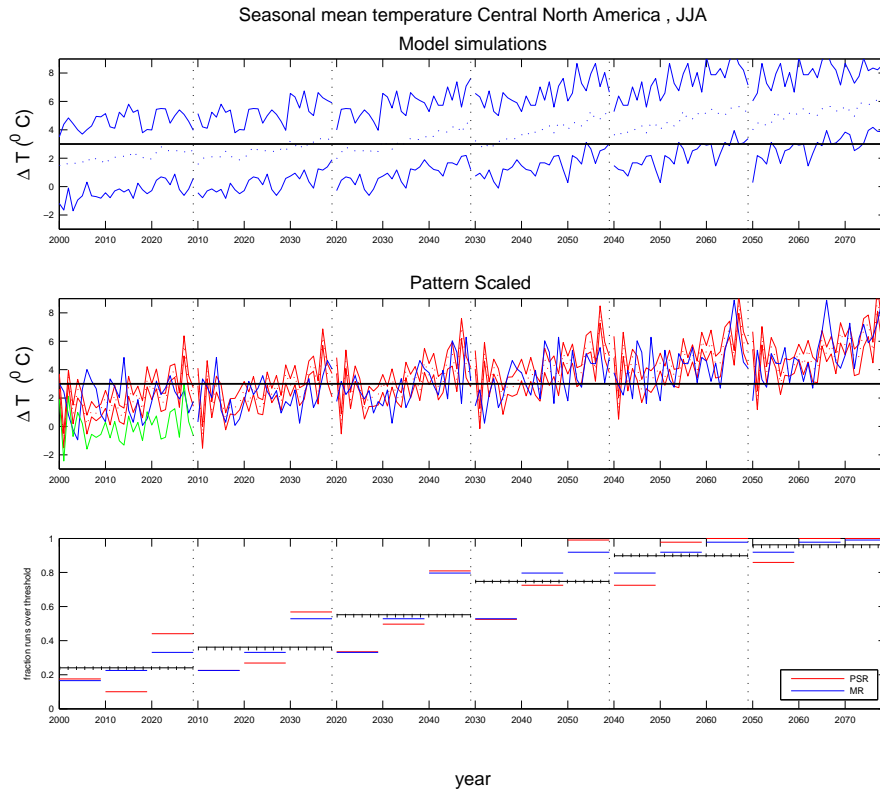 Seasonal mean temperature Central North America , JJA
Model simulations
Δ T (⁰ C)
8
6
4
2
0
−2
2000 2010 2020 2010 2020 2030 2020 2030 2040 2030 2040 2050 2040 2050 2060 2050 2060 2070
Pattern Scaled
Δ T (⁰ C)
8
6
4
2
0
−2
2000 2010 2020 2010 2020 2030 2020 2030 2040 2030 2040 2050 2040 2050 2060 2050 2060 2070
fraction runs over threshold
1
0.8
0.6
0.4
0.2
0
PSR
MR
2000 2010 2020 2010 2020 2030 2020 2030 2040 2030 2040 2050 2040 2050 2060 2050 2060 2070
year